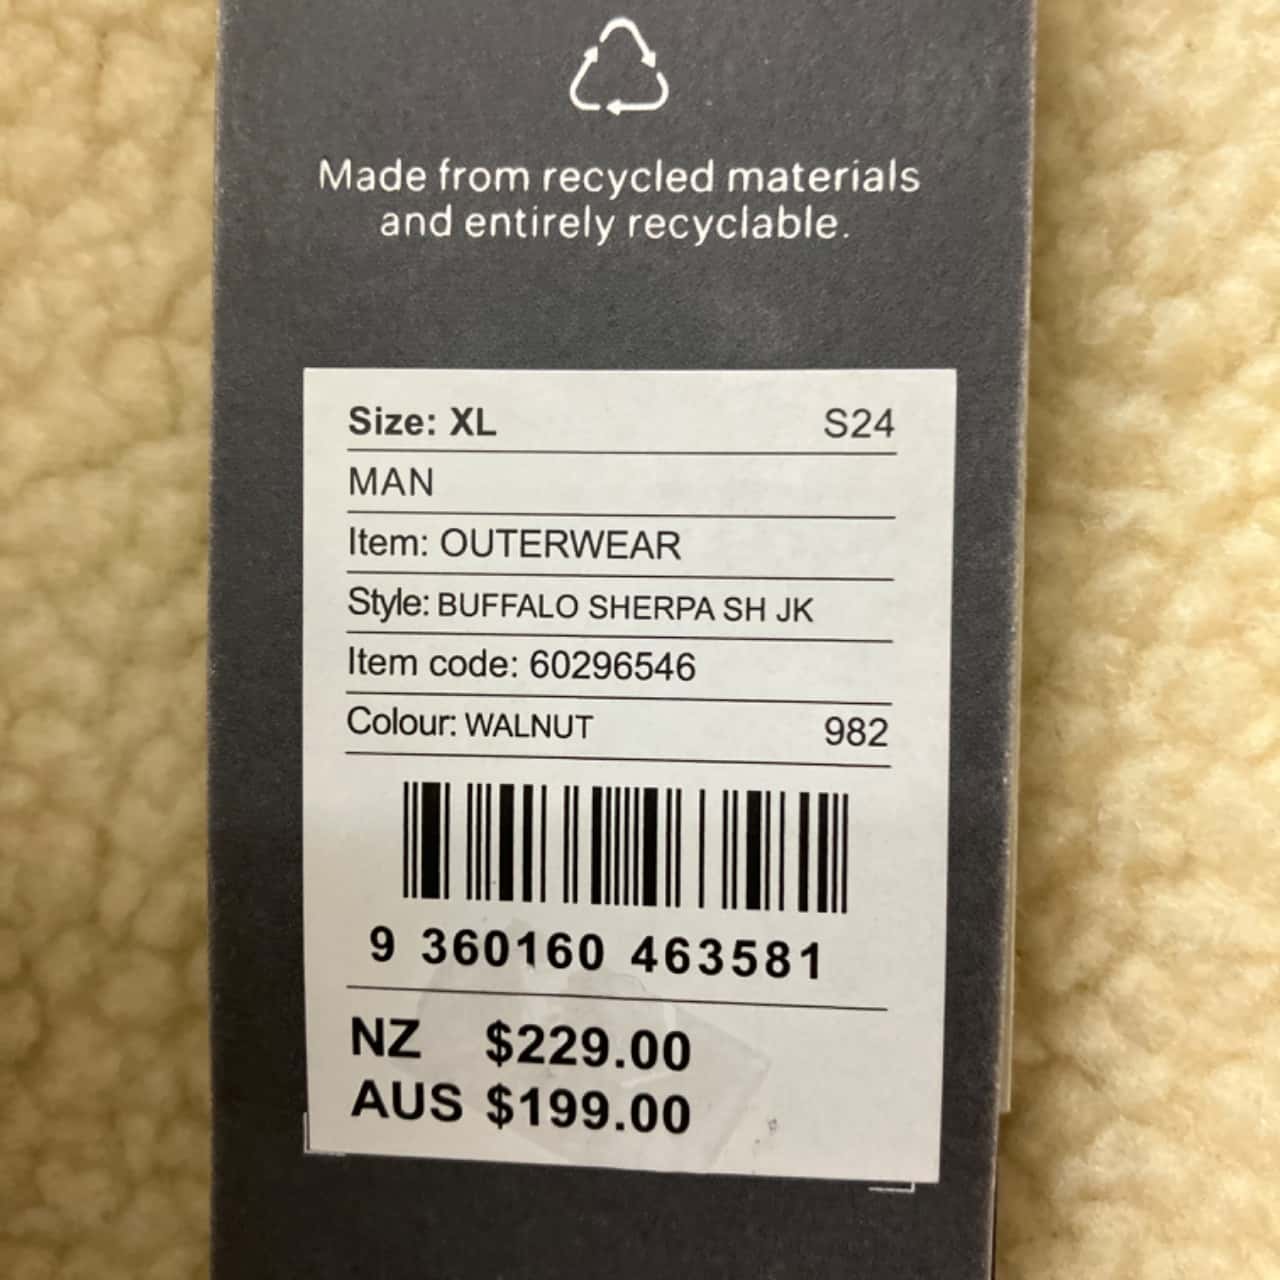 Made from recycled materials
and entirely recyclable.
Size: XL S24
MAN
Item: OUTERWEAR
Style: BUFFALO SHERPA SH JK
Item code: 60296546
Colour: WALNUT 982
9 360160 463581
NZ $229.00
AUS $199.00